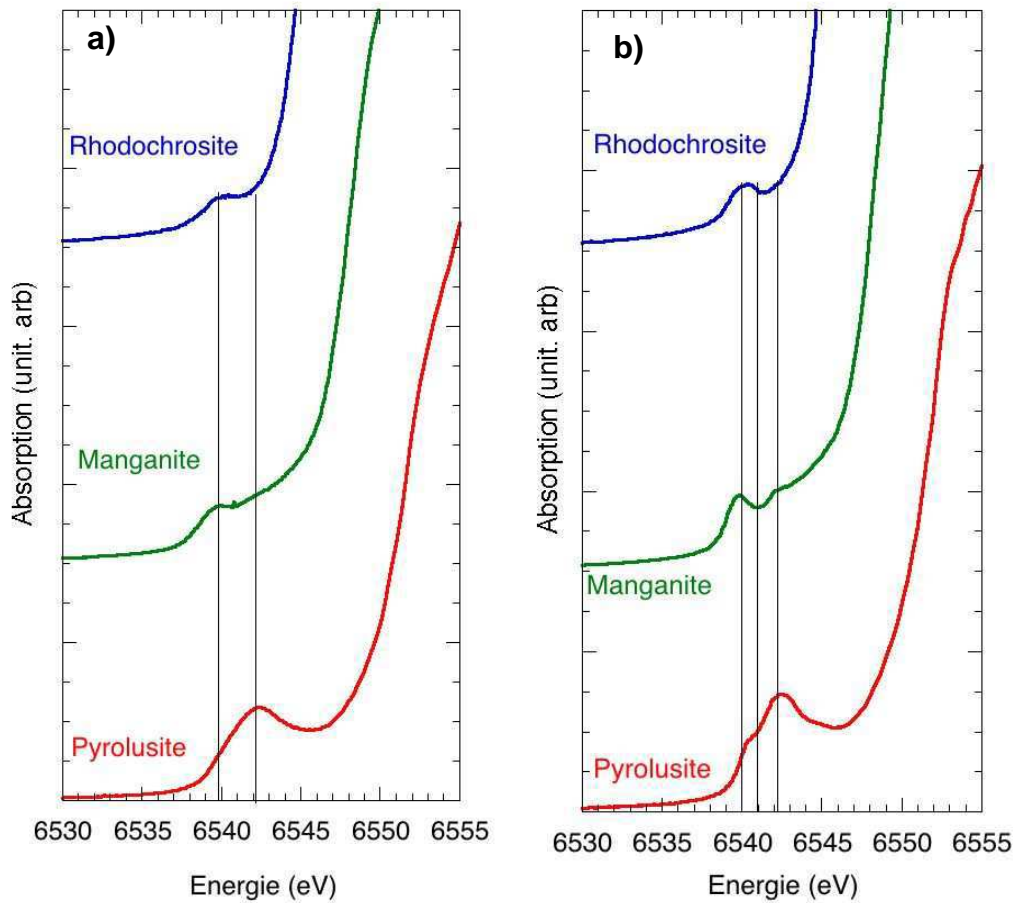 a)
Rhodochrosite
Manganite
Pyrolusite
Absorption (unit. arb)
6530 6535 6540 6545 6550 6555
Energie (eV)
b)
Rhodochrosite
Manganite
Pyrolusite
Absorption (unit. arb)
6530 6535 6540 6545 6550 6555
Energie (eV)